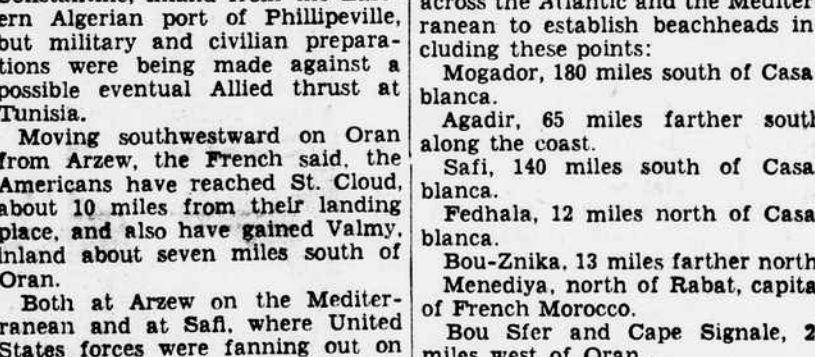 ern Algerian port of Phillipeville,
but military and civilian prepara-
tions were being made against a
possible eventual Allied thrust at
Tunisia.
Moving southwestward on Oran
from Arzew, the French said, the
Americans have reached St. Cloud,
about 10 miles from their landing
place, and also have gained Valmy,
inland about seven miles south of
Oran.
Both at Arzew on the Mediter-
ranean and at Safi, where United
States forces were fanning out on
across the Atlantic and the Mediter-
ranean to establish beachheads in-
cluding these points:
Mogador, 180 miles south of Casa
blanca.
Agadir, 65 miles farther south
along the coast.
Safi, 140 miles south of Casa
blanca.
Fedhala, 12 miles north of Casa
blanca.
Bou-Znika, 13 miles farther north
Menediya, north of Rabat, capita
of French Morocco.
Bou Sfer and Cape Signale, 2
miles west of Oran